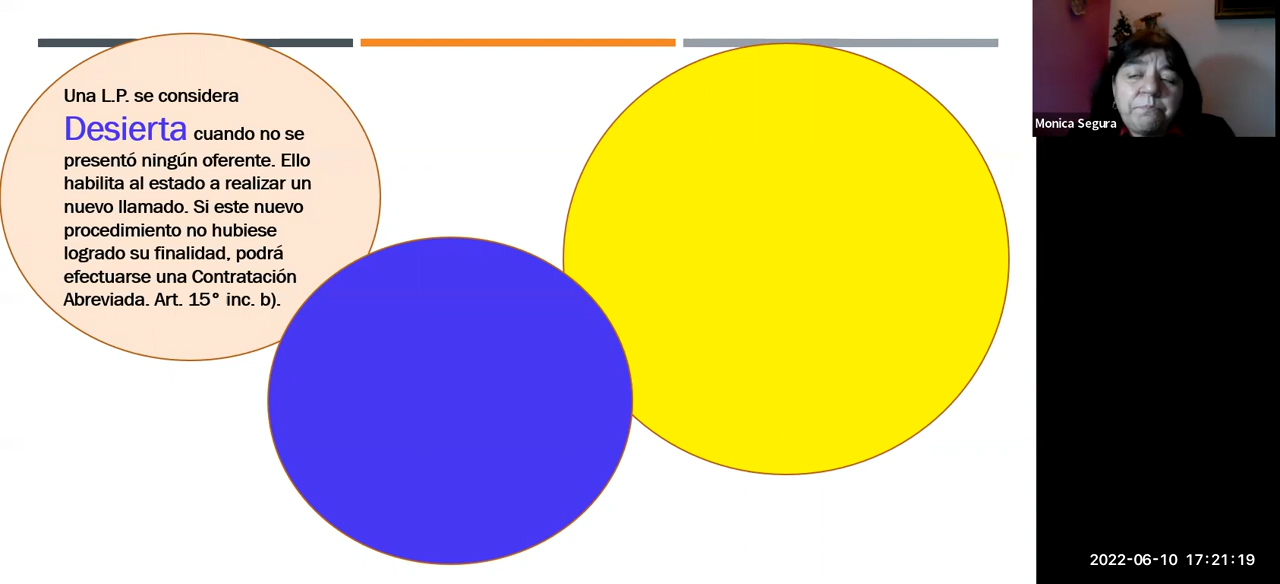 Una L.P. se considera
Desierta cuando no se
presentó ningún oferente. Ello
habilita al estado a realizar un
nuevo llamado. Si este nuevo
procedimiento no hubiese
logrado su finalidad, podrá
efectuarse una Contratación
Abreviada. Art. 15° inc. b).
Monica Segura
2022-06-10 17:21:19